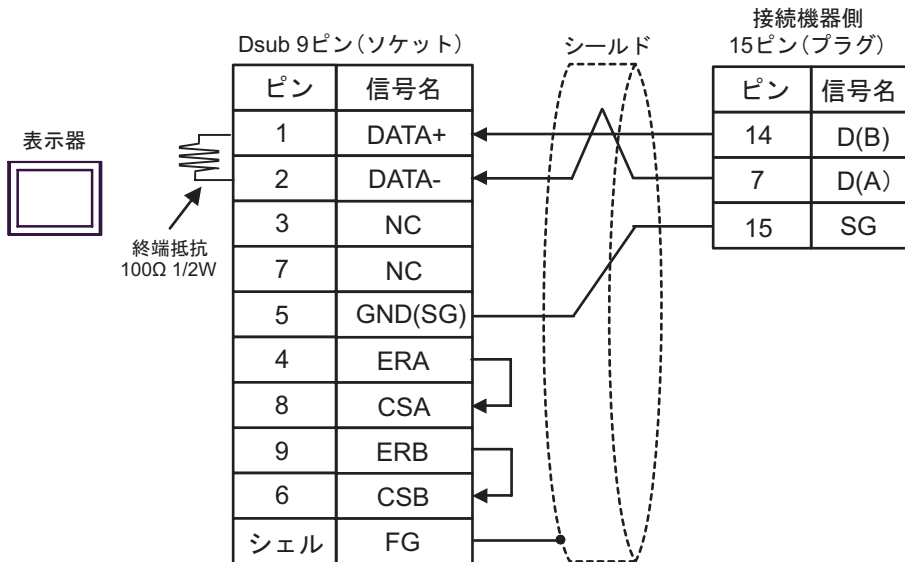 接続機器側
Dsub 9ピン(ソケット)
シールド
15ピン(プラグ)
ピン 信号名
ピン 信号名
表示器
1 DATA+
14 D(B)
2 DATA-
7 D(A)
終端抵抗
100Ω 1/2W
3 NC
15 SG
7 NC
5 GND(SG)
4 ERA
8 CSA
9 ERB
6 CSB
シェル FG